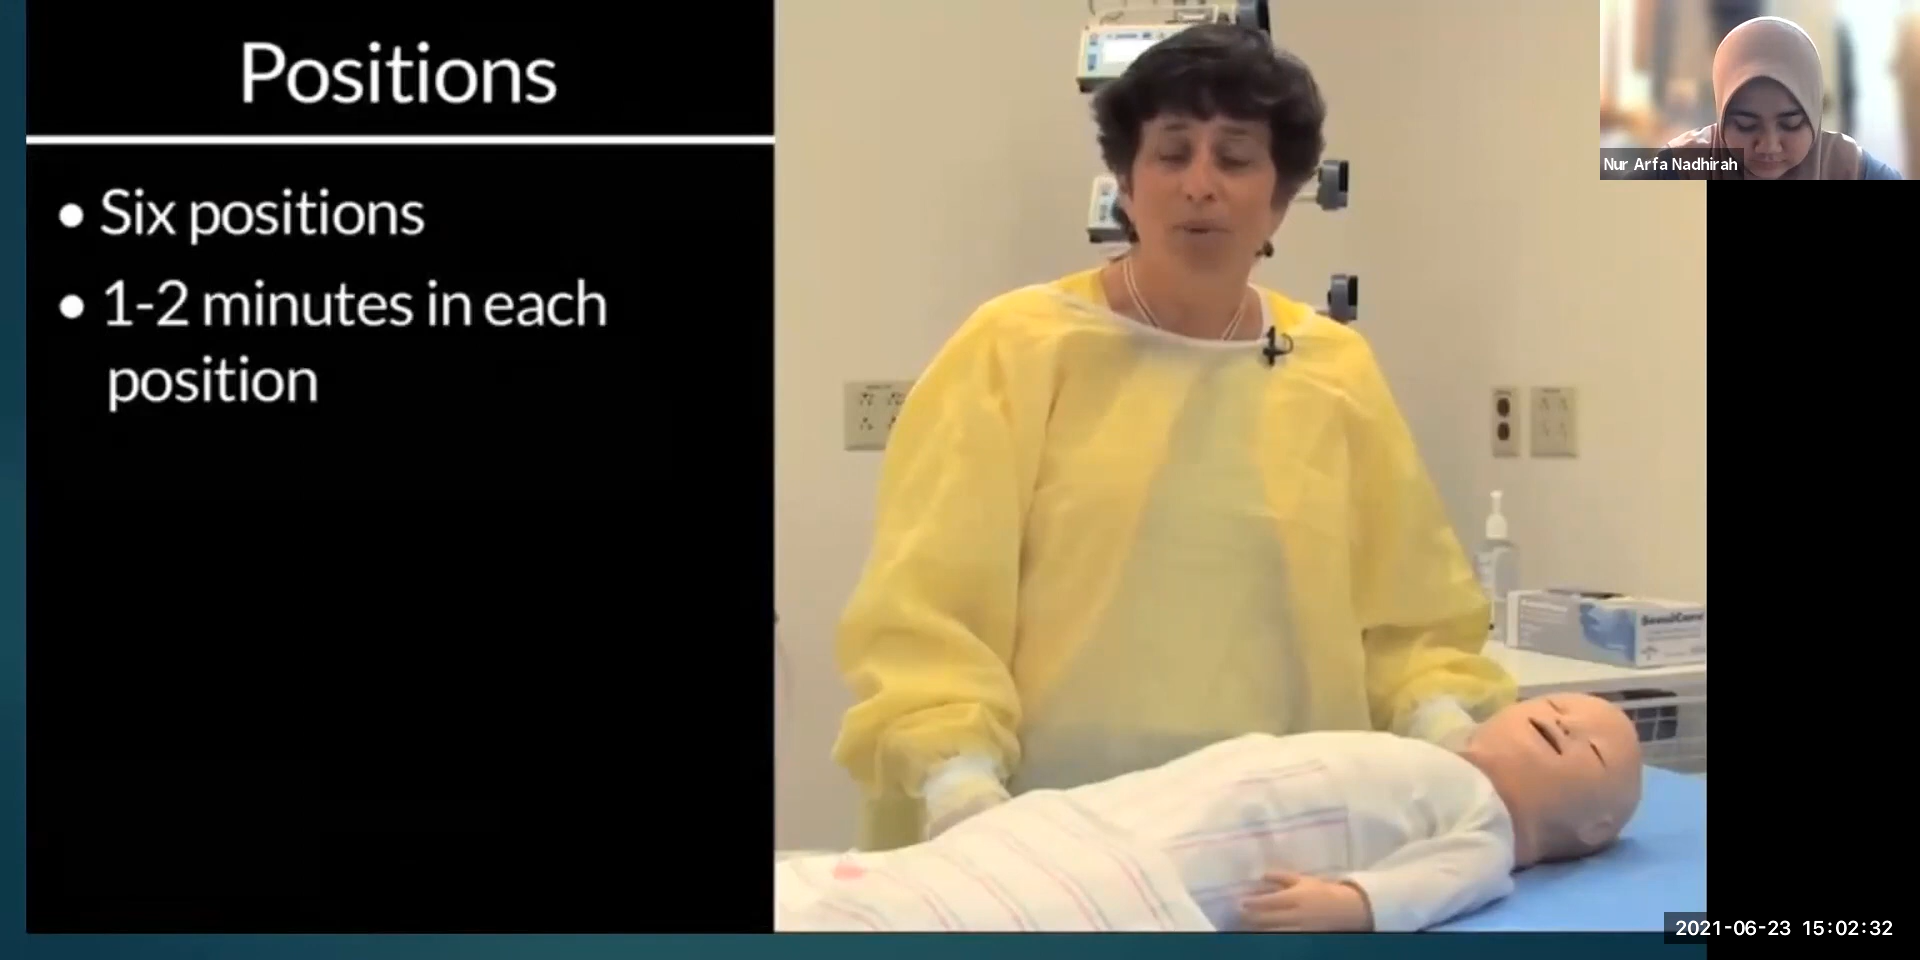 Positions
• Six positions
• 1-2 minutes in each
position
Nur Arfa Nadhirah
2021-06-23 15:02:32